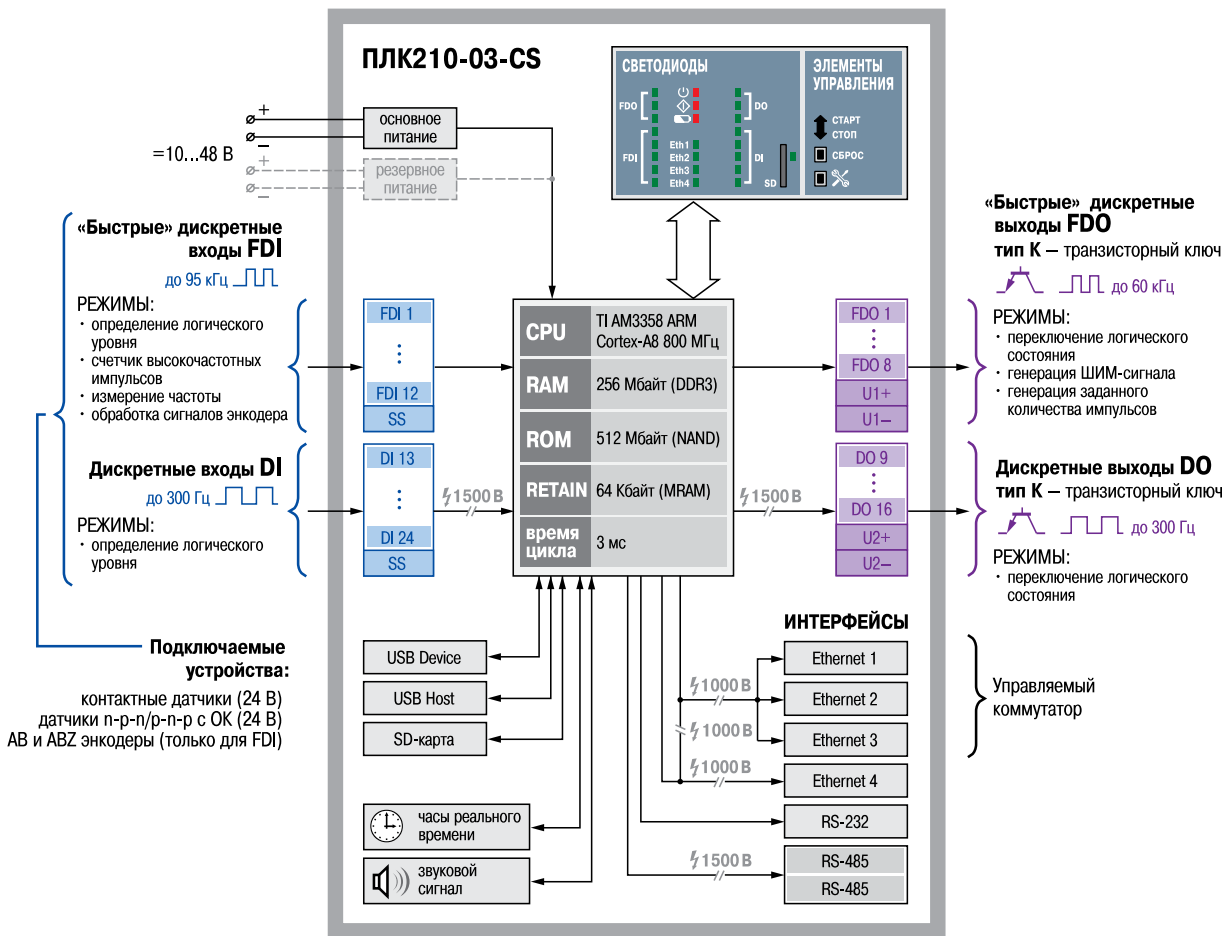 ПЛК210-03-CS
СВЕТОДИОДЫ
FDO
DO
Eth1
Eth2
Eth3
Eth4
FDI
DI
SD
ЭЛЕМЕНТЫ
УПРАВЛЕНИЯ
СТАРТ
СТОП
СБРОС
+
–
=10...48 В
+
–
основное
питание
резервное
питание
«Быстрые» дискретные
входы FDI
до 95 кГц
РЕЖИМЫ:
· определение логического
уровня
· счетчик высокочастотных
импульсов
· измерение частоты
· обработка сигналов энкодера
Дискретные входы DI
до 300 Гц
РЕЖИМЫ:
· определение логического
уровня
Подключаемые
устройства:
контактные датчики (24 В)
датчики n-p-n/p-n-p с ОК (24 В)
AB и ABZ энкодеры (только для FDI)
FDI 1
FDI 12
SS
DI 13
DI 24
SS
1500 В
CPU
TI AM3358 ARM
Cortex-A8 800 МГц
RAM
256 Мбайт (DDR3)
ROM
512 Мбайт (NAND)
RETAIN
64 Кбайт (MRAM)
время
цикла
3 мс
1500 В
FDO 1
FDO 8
U1+
U1–
DO 9
DO 16
U2+
U2–
«Быстрые» дискретные
выходы FDO
тип К – транзисторный ключ
до 60 кГц
РЕЖИМЫ:
· переключение логического
состояния
· генерация ШИМ-сигнала
· генерация заданного
количества импульсов
Дискретные выходы DO
тип К – транзисторный ключ
до 300 Гц
РЕЖИМЫ:
· переключение логического
состояния
USB Device
USB Host
SD-карта
часы реального
времени
звуковой
сигнал
ИНТЕРФЕЙСЫ
1000 В
1000 В
1000 В
1500 В
Ethernet 1
Ethernet 2
Ethernet 3
Ethernet 4
RS-232
RS-485
RS-485
Управляемый
коммутатор